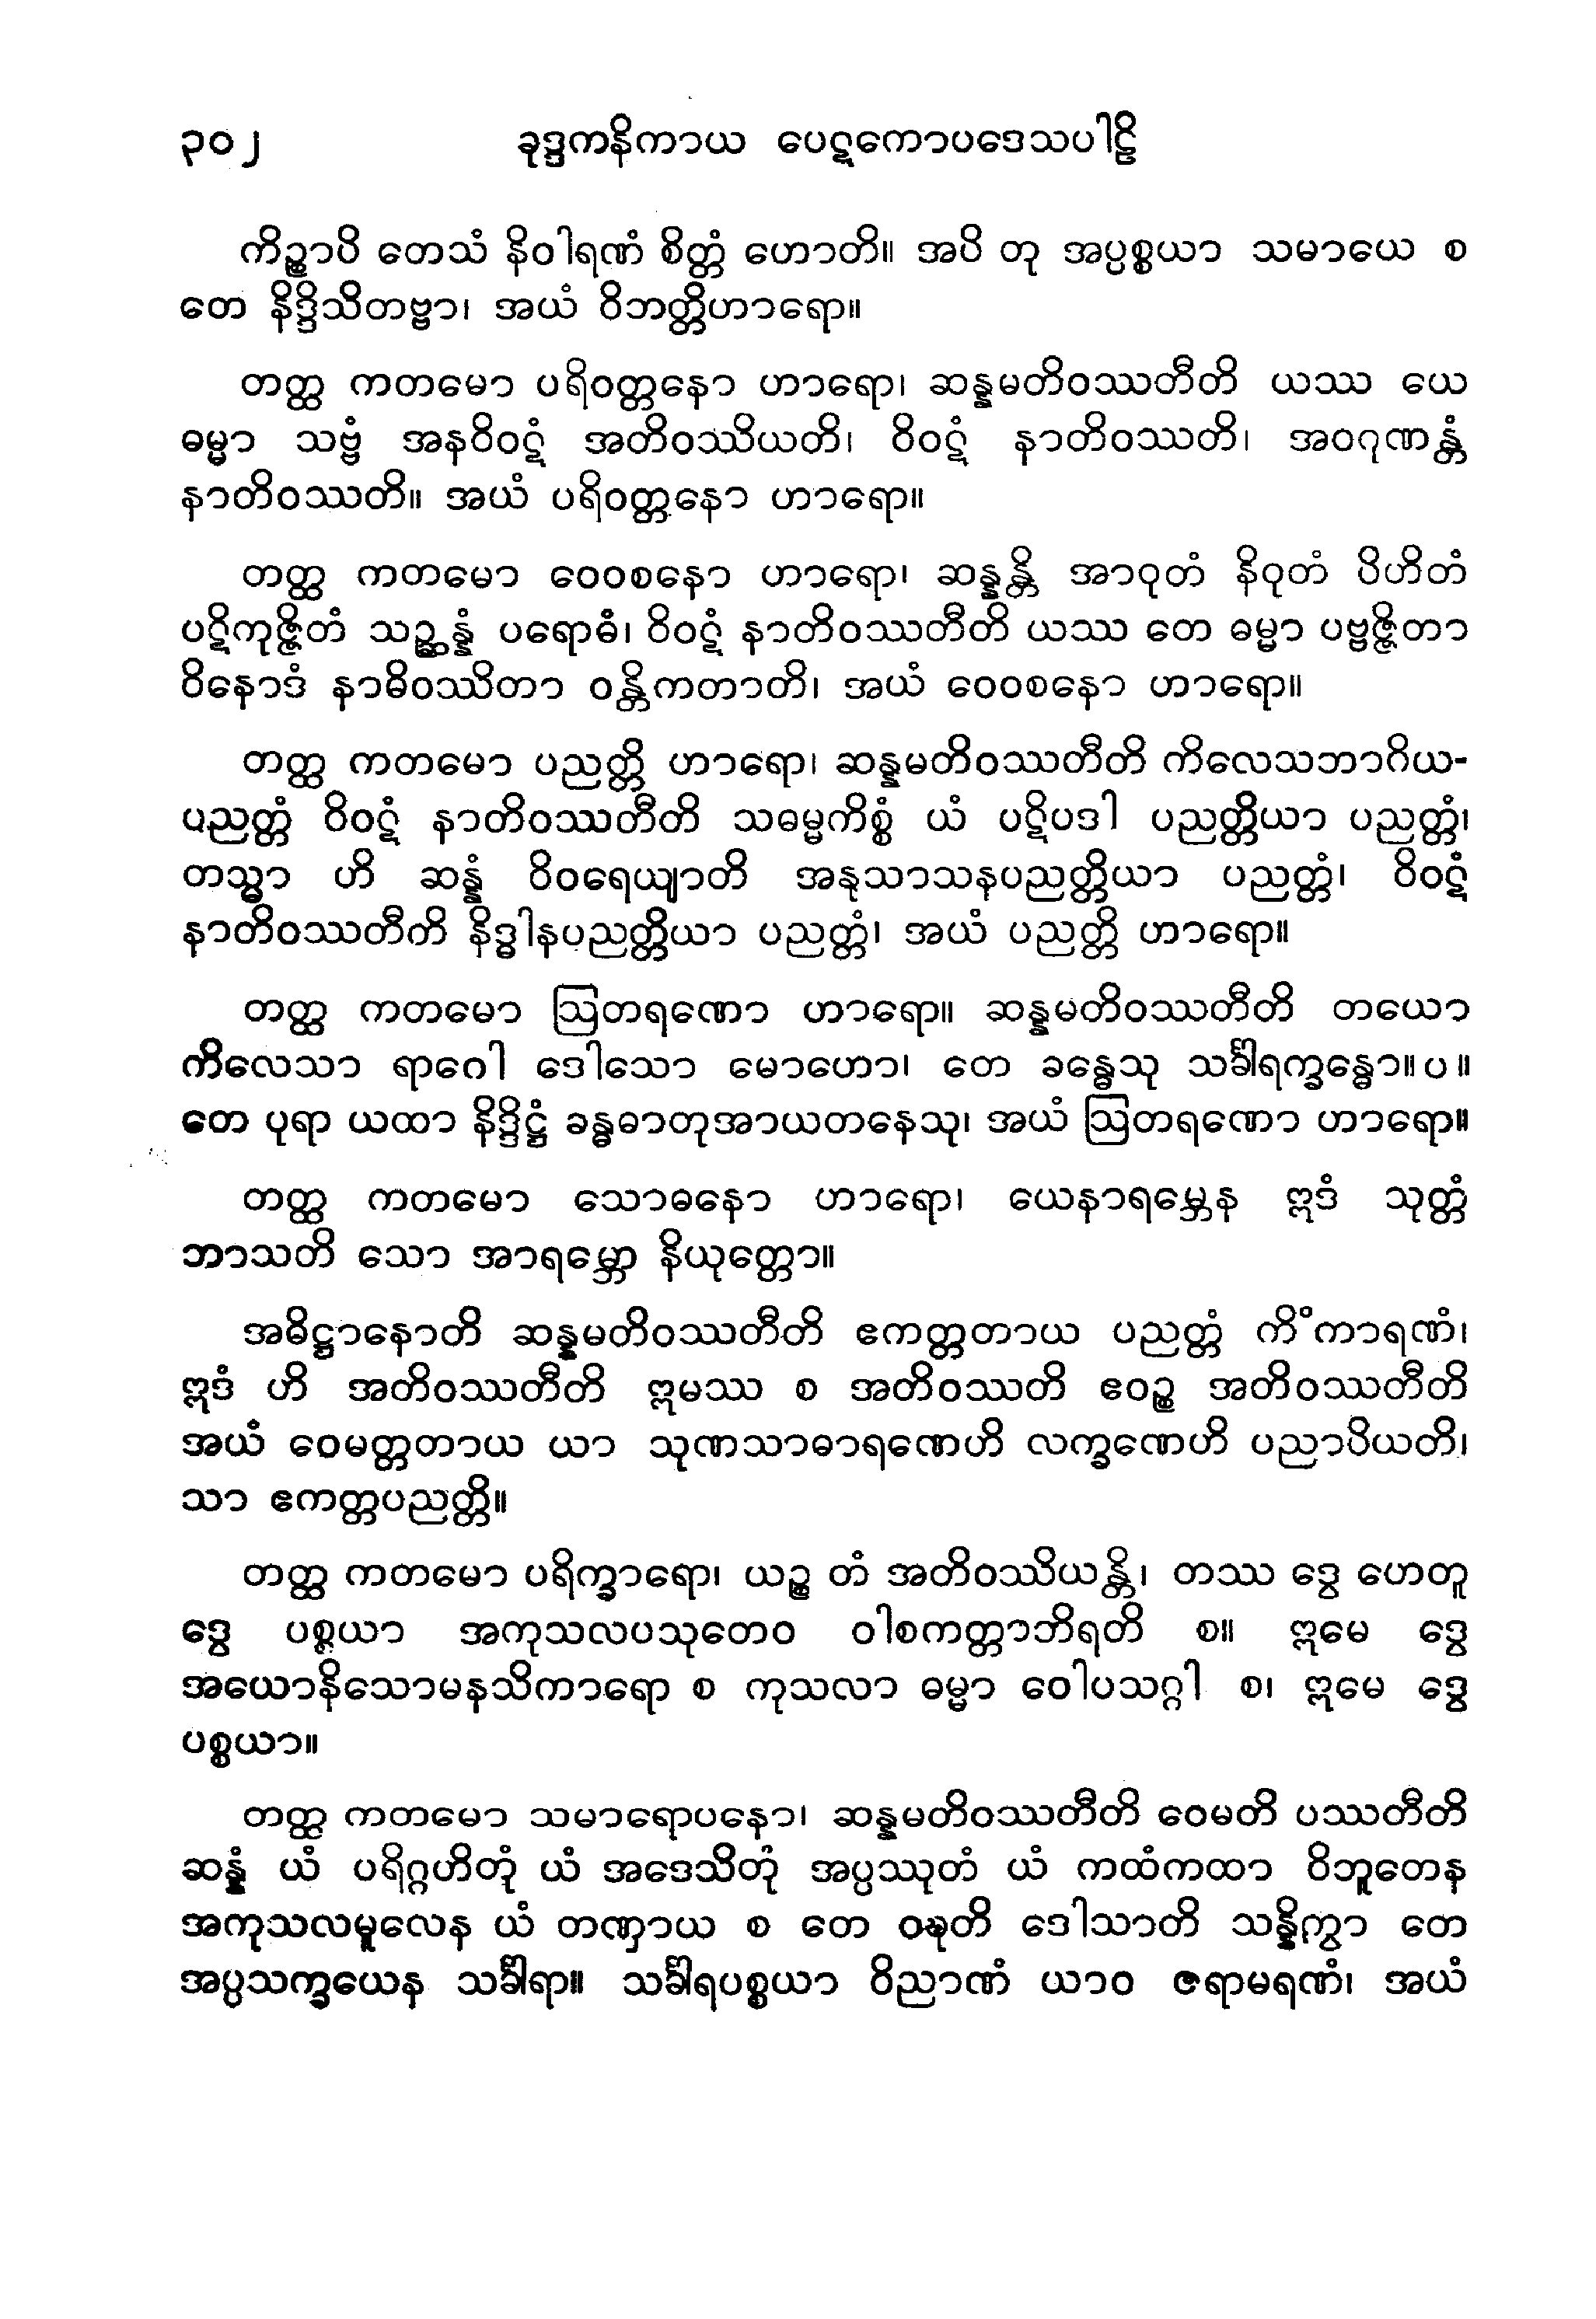 ၃၀၂ ခုဒ္ဒကနိကာယ ပေဋကောပဒေသပါဠိ
ကိဉ္စာပိ တေသံ နိဝါရဏံ စိတ္တံ ဟောတိ။ အပိ တု အပ္ပစ္စယာ သမာယေ စ
တေ နိဒ္ဒိသိတဗ္ဗာ၊ အယံ ဝိဘတ္တိဟာရော။
တတ္ထ ကတမော ပရိဝတ္တနော ဟာရော၊ ဆန္နမတိဝဿတီတိ ယဿ ယေ
ဓမ္မာ သဗ္ဗံ အနဝိဝဋံ အတိဝဿိယတိ၊ ဝိဝဋံ နာတိဝဿတိ၊ အဝဂုဏန္တံ
နာတိဝဿတိ။ အယံ ပရိဝတ္တနော ဟာရော။
တတ္ထ ကတမော ဝေဝစနော ဟာရော၊ ဆန္နန္တိ အာဝုတံ နိဝုတံ ပိဟိတံ
ပဋိကုဇ္ဇိတံ သဉ္ဆန္နံ ပရောဓံ၊ ဝိဝဋံ နာတိဝဿတီတိ ယဿ တေ ဓမ္မာ ပဗ္ဗဇ္ဇိတာ
ဝိနောဒံ နာဓိဝဿိတာ ဝန္တိကတာတိ၊ အယံ ဝေဝစနော ဟာရော။
တတ္ထ ကတမော ပညတ္တိ ဟာရော၊ ဆန္နမတိဝဿတီတိ ကိလေသဘာဂိယ-
ပညတ္တံ ဝိဝဋံ နာတိဝဿတီတိ သဓမ္မကိစ္စံ ယံ ပဋိပဒါ ပညတ္တိယာ ပညတ္တံ၊
တသ္မာ ဟိ ဆန္နံ ဝိဝရေယျာတိ အနုသာသနပညတ္တိယာ ပညတ္တံ၊ ဝိဝဋံ
နာတိဝဿတီတိ နိဒ္ဓါနပညတ္တိယာ ပညတ္တံ၊ အယံ ပညတ္တိ ဟာရော။
တတ္ထ ကတမော ဩတရဏော ဟာရော။ ဆန္နမတိဝဿတီတိ တယော
ကိလေသာ ရာဂေါ ဒေါသော မောဟော၊ တေ ခန္ဓေသု သင်္ခါရက္ခန္ဓော။ပ။
တေ ပုရာ ယထာ နိဒ္ဒိဋ္ဌံ ခန္ဓဓာတုအာယတနေသု၊ အယံ ဩတရဏော ဟာရော။
တတ္ထ ကတမော သောဓနော ဟာရော၊ ယေနာရမ္ဘေန ဣဒံ သုတ္တံ
ဘာသတိ သော အာရမ္ဘော နိယုတ္တော။
အဓိဋ္ဌာနောတိ ဆန္နမတိဝဿတီတိ ဧကတ္တတာယ ပညတ္တံ ကိံကာရဏံ၊
ဣဒံ ဟိ အတိဝဿတီတိ ဣမဿ စ အတိဝဿတိ ဧဝဉ္စ အတိဝဿတီတိ
အယံ ဝေမတ္တတာယ ယာ သုဏသာဓာရဏေဟိ လက္ခဏေဟိ ပညာပိယတိ၊
သာ ဧကတ္တပညတ္တိ။
တတ္ထ ကတမော ပရိက္ခာရော၊ ယဉ္စ တံ အတိဝဿိယန္တိ၊ တဿ ဒွေ ဟေတူ
ဒွေ ပစ္စယာ အကုသလပသုတေဝ ဝါစကတ္တာဘိရတိ စ။ ဣမေ ဒွေ
အယောနိသောမနသိကာရော စ ကုသလာ ဓမ္မာ ဝေါပသဂ္ဂါ စ၊ ဣမေ ဒွေ
ပစ္စယာ။
တတ္ထ ကတမော သမာရောပနော၊ ဆန္နမတိဝဿတီတိ ဝေမတိ ပဿတီတိ
ဆန္နံ ယံ ပရိဂ္ဂဟိတုံ ယံ အဒေသိတုံ အပ္ပဿုတံ ယံ ကထံကထာ ဝိဘူတေန
အကုသလမူလေန ယံ တဏှာယ စ တေ ဝဓုတိ ဒေါသာတိ သန္နိက္ခာ တေ
အပ္ပသက္ခယေန သင်္ခါရာ။ သင်္ခါရပစ္စယာ ဝိညာဏံ ယာဝ ဇရာမရဏံ၊ အယံ